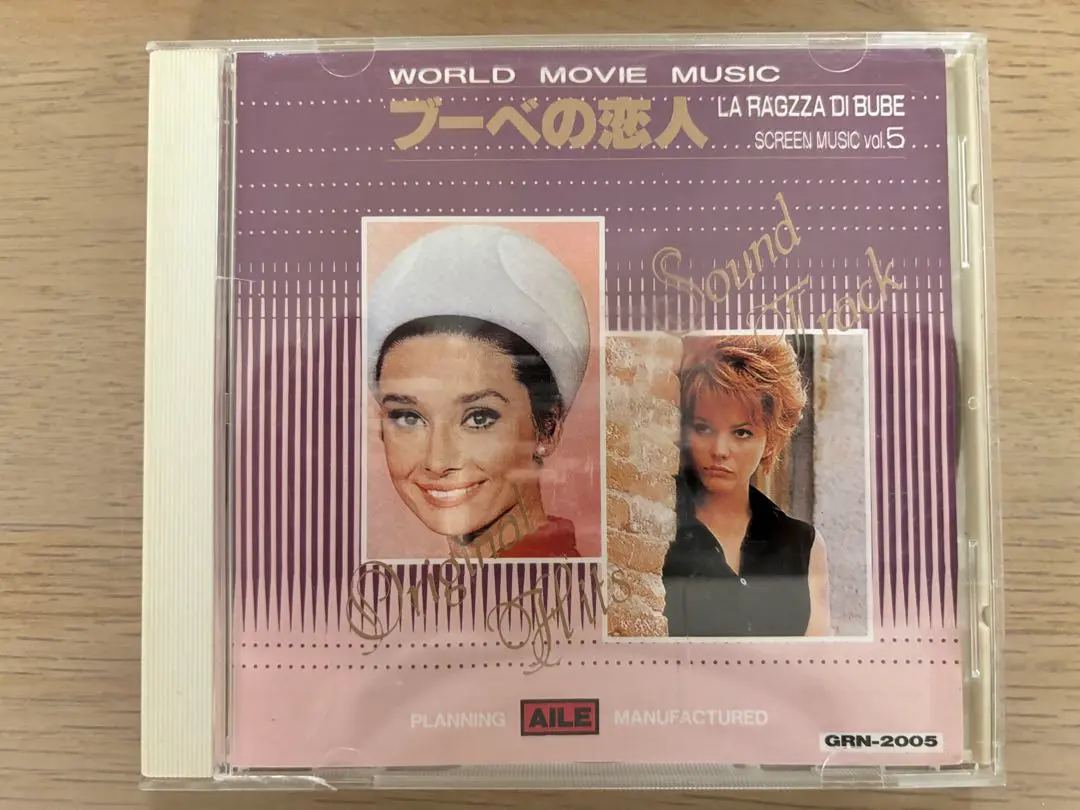 WORLD MOVIE MUSIC
ブーベの恋人
LA RAGZZA DI BUBE
SCREEN MUSIC vol.5
Sound
Track
Original
Hits
PLANNING AILE MANUFACTURED
GRN-2005